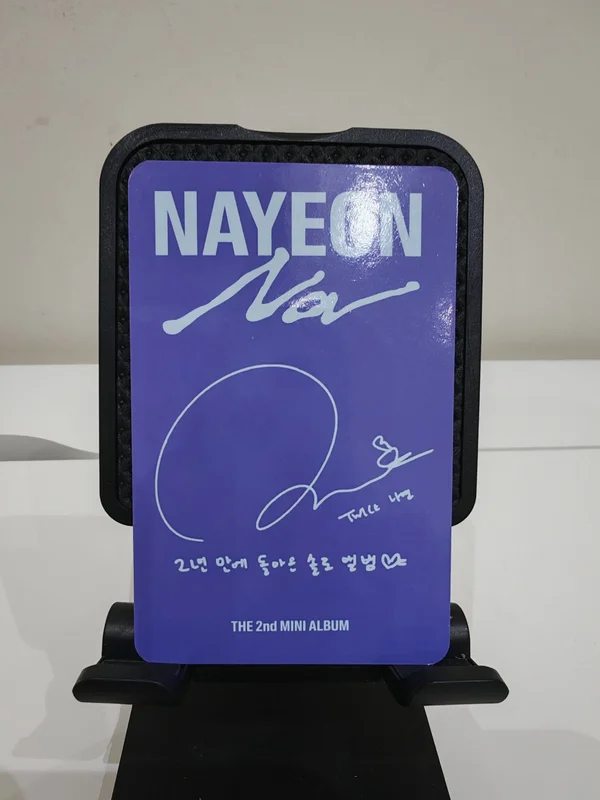 NAYEON
NA
Twice 나연
2년 만에 돌아온 솔로 앨범
THE 2nd MINI ALBUM